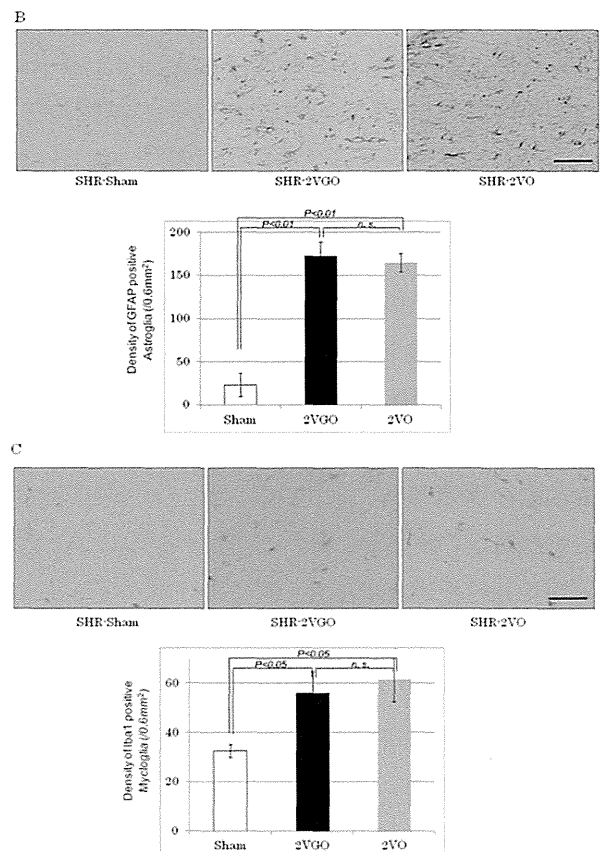 B
SHR-Sham SHR-2VGO SHR-2VO
P<0.01
P<0.01 n. s.
Density of GFAP positive
Astroglia (/0.6mm²)
200
150
100
50
0
Sham 2VGO 2VO
C
SHR-Sham SHR-2VGO SHR-2VO
P<0.05
P<0.05 n. s.
Density of Iba1 positive
Mycloglia (/0.6mm²)
60
40
20
0
Sham 2VGO 2VO